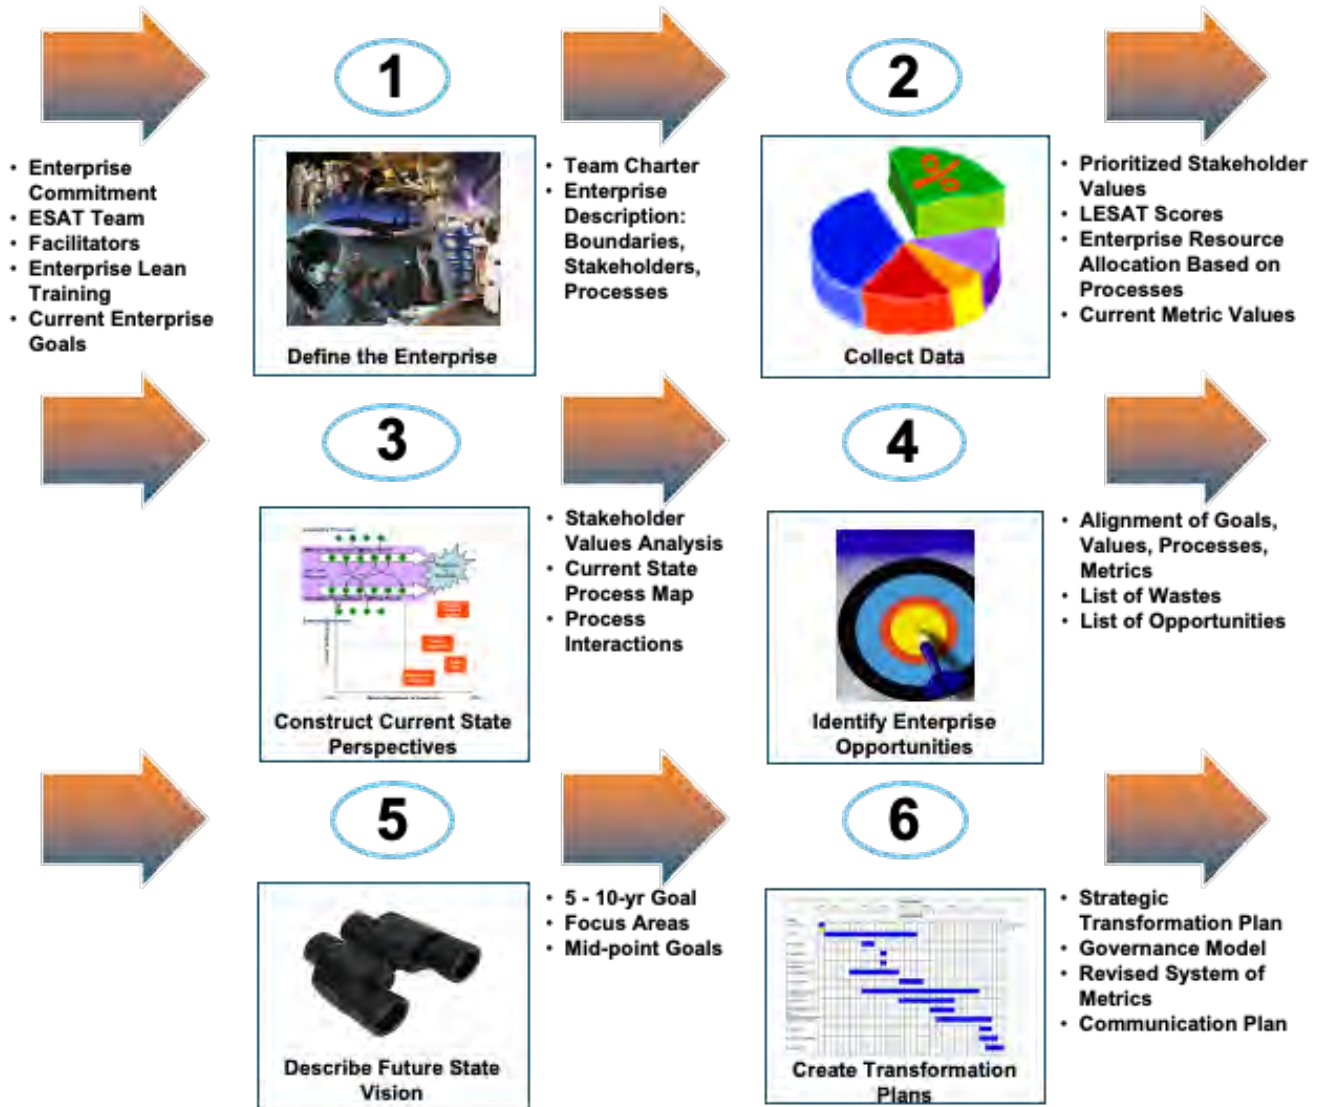 1
2
• Enterprise
Commitment
• ESAT Team
• Facilitators
• Enterprise Lean
Training
• Current Enterprise
Goals
Define the Enterprise
• Team Charter
• Enterprise
Description:
Boundaries,
Stakeholders,
Processes
%
Collect Data
• Prioritized Stakeholder
Values
• LESAT Scores
• Enterprise Resource
Allocation Based on
Processes
• Current Metric Values
3
4
Construct Current State
Perspectives
• Stakeholder
Values Analysis
• Current State
Process Map
• Process
Interactions
Identify Enterprise
Opportunities
• Alignment of Goals,
Values, Processes,
Metrics
• List of Wastes
• List of Opportunities
5
6
Describe Future State
Vision
• 5 - 10-yr Goal
• Focus Areas
• Mid-point Goals
Create Transformation
Plans
• Strategic
Transformation Plan
• Governance Model
• Revised System of
Metrics
• Communication Plan